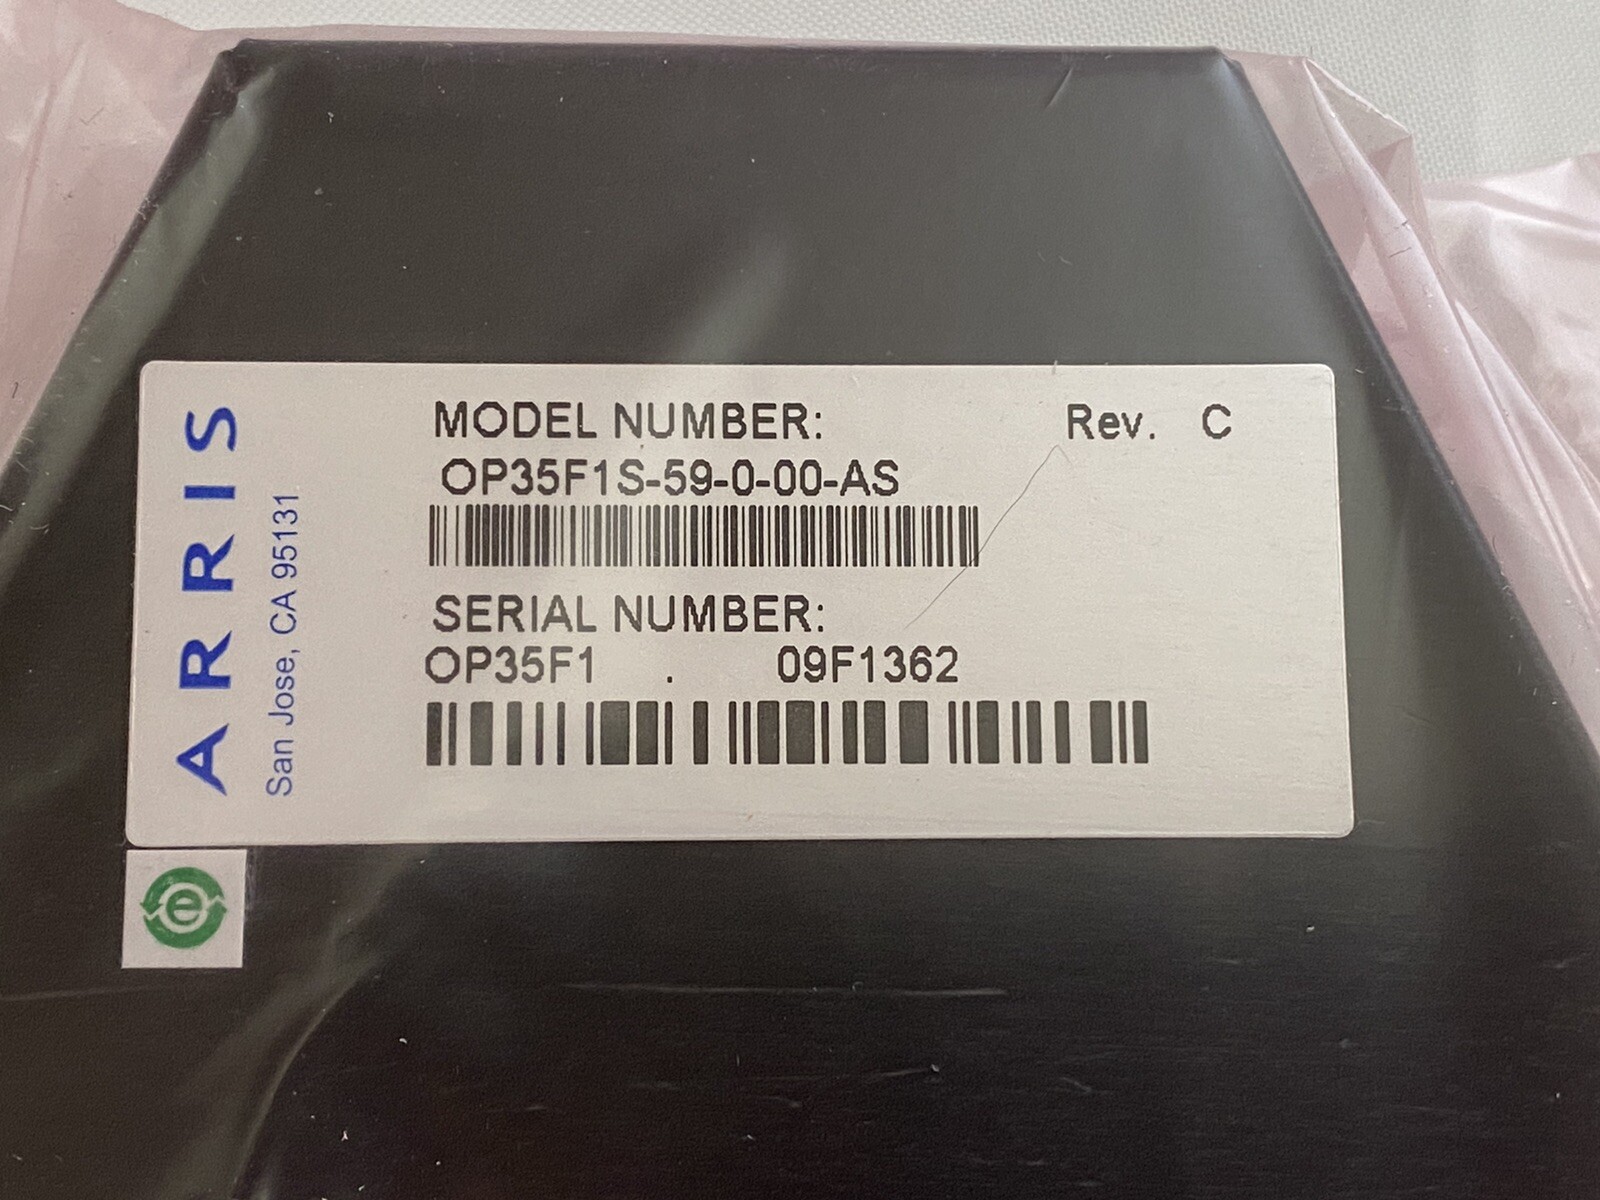 ARRIS
San Jose, CA 95131
MODEL NUMBER: Rev. C
OP35F1S-59-0-00-AS
SERIAL NUMBER:
OP35F1 . 09F1362
e